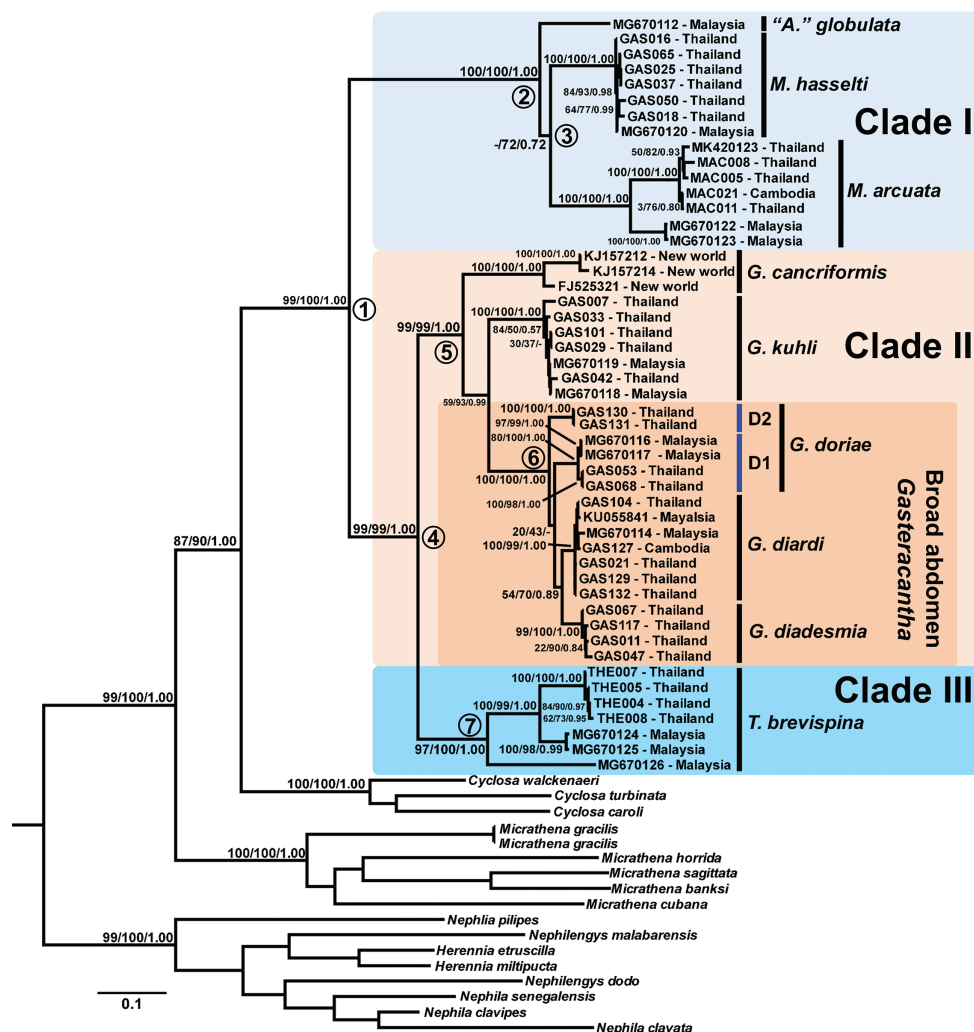 MG670112 - Malaysia
"A." globulata
GAS016 - Thailand
GAS065 - Thailand
100/100/1.00
GAS025 - Thailand
100/100/1.00
GAS037 - Thailand
M. hasselti
84/93/0.98
②
GAS050 - Thailand
64/77/0.99
GAS018 - Thailand
Clade I
MG670120 - Malaysia
③
-/72/0.72
MK420123 - Thailand
50/82/0.93
MAC008 - Thailand
100/100/1.00
MAC005 - Thailand
M. arcuata
MAC021 - Cambodia
100/100/1.00
3/76/0.80
MAC011 - Thailand
MG670122 - Malaysia
100/100/1.00
MG670123 - Malaysia
100/100/1.00
KJ157212 - New world
100/100/1.00
KJ157214 - New world
G. cancriformis
FJ525321 - New world
99/100/1.00
①
GAS007 - Thailand
100/100/1.00
GAS033 - Thailand
99/99/1.00
84/50/0.57
GAS101 - Thailand
30/37/-
GAS029 - Thailand
G. kuhli
Clade II
⑤
MG670119 - Malaysia
GAS042 - Thailand
MG670118 - Malaysia
59/93/0.99
100/100/1.00
GAS130 - Thailand
D2
97/99/1.00
GAS131 - Thailand
80/100/1.00
MG670116 - Malaysia
G. doriae
⑥
MG670117 - Malaysia
D1
100/100/1.00
GAS053 - Thailand
GAS068 - Thailand
100/98/1.00
GAS104 - Thailand
KU055841 - Mayalsia
99/99/1.00
④
20/43/-
MG670114 - Malaysia
100/99/1.00
GAS127 - Cambodia
G. diardi
87/90/1.00
GAS021 - Thailand
GAS129 - Thailand
54/70/0.89
GAS132 - Thailand
Broad abdomen
Gasteracantha
GAS067 - Thailand
GAS117 - Thailand
99/100/1.00
GAS011 - Thailand
G. diadesmia
22/90/0.84
GAS047 - Thailand
100/100/1.00
THE007 - Thailand
THE005 - Thailand
Clade III
99/100/1.00
100/99/1.00
84/90/0.97
THE004 - Thailand
62/73/0.95
THE008 - Thailand
T. brevispina
⑦
MG670124 - Malaysia
97/100/1.00
100/98/0.99
MG670125 - Malaysia
MG670126 - Malaysia
100/100/1.00
Cyclosa walckenaeri
Cyclosa turbinata
Cyclosa caroli
Micrathena gracilis
Micrathena gracilis
100/100/1.00
Micrathena horrida
Micrathena sagittata
Micrathena banksi
Micrathena cubana
Nephlia pilipes
99/100/1.00
Nephilengys malabarensis
Herennia etruscilla
Herennia miltipucta
Nephilengys dodo
Nephila senegalensis
0.1
Nephila clavipes
Nephila clavata